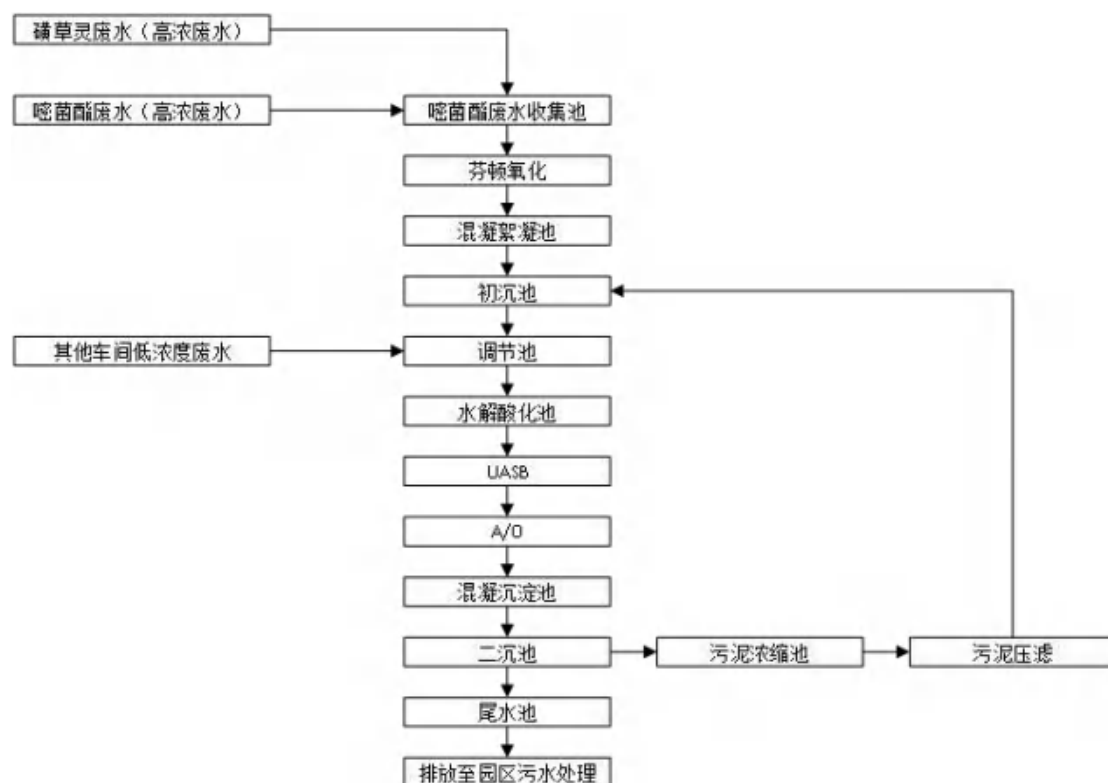 磺草灵废水（高浓废水）
嘧菌酯废水（高浓废水）
嘧菌酯废水收集池
芬顿氧化
混凝絮凝池
初沉池
其他车间低浓度废水
调节池
水解酸化池
UASB
A/O
混凝沉淀池
二沉池
污泥浓缩池
污泥压滤
尾水池
排放至园区污水处理